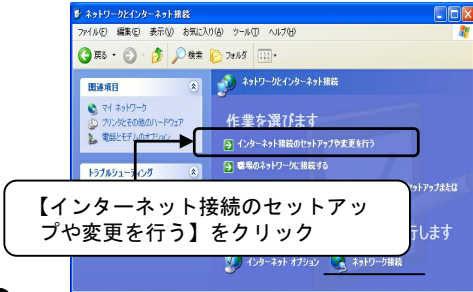 ネットワークとインターネット接続
ファイル(F) 編集(E) 表示(V) お気に入り(A) ツール(T) ヘルプ(H)
戻る 検索 フォルダ
関連項目
マイ ネットワーク
プリンタとその他のハードウェア
電話とモデムのオプション
トラブルシューティング
ネットワークとインターネット接続
作業を選びます
インターネット接続のセットアップや変更を行う
職場のネットワークに接続する
セットアップまたは
【インターネット接続のセットアッ
プや変更を行う】をクリック
行します
インターネット オプション ネットワーク接続